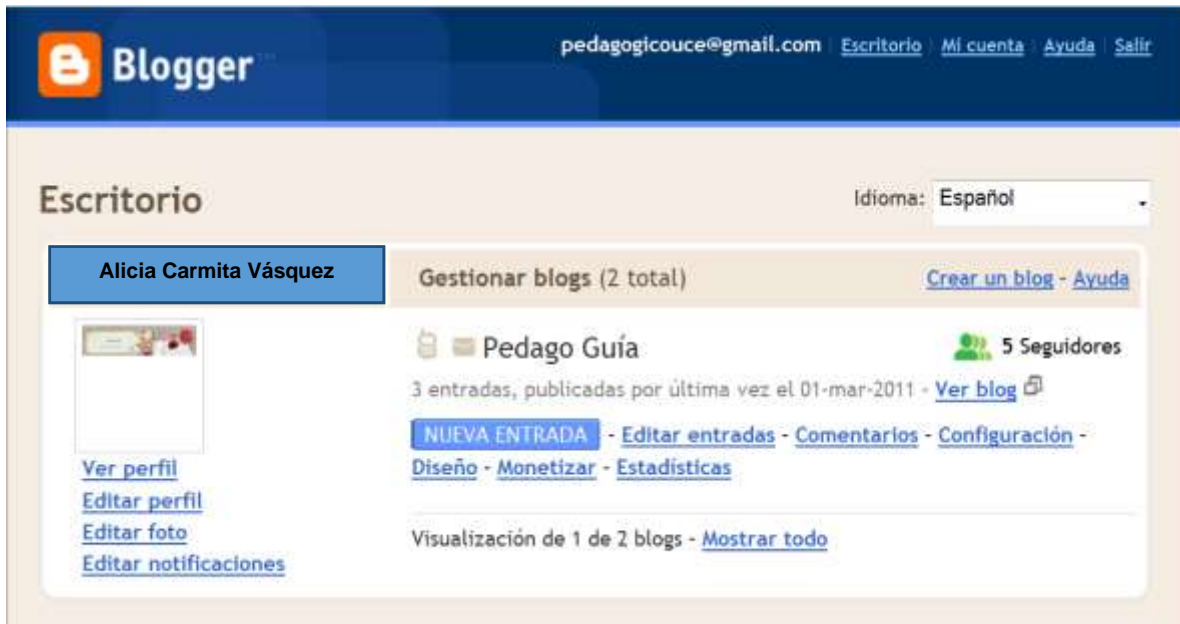 Blogger™
pedagogicouce@gmail.com | Escritorio | Mi cuenta | Ayuda | Salir
Escritorio
Idioma: Español
Alicia Carmita Vásquez
Gestionar blogs (2 total)
Crear un blog - Ayuda
Pedago Guía
5 Seguidores
3 entradas, publicadas por última vez el 01-mar-2011 - Ver blog
NUEVA ENTRADA - Editar entradas - Comentarios - Configuración -
Diseño - Monetizar - Estadísticas
Ver perfil
Editar perfil
Editar foto
Editar notificaciones
Visualización de 1 de 2 blogs - Mostrar todo